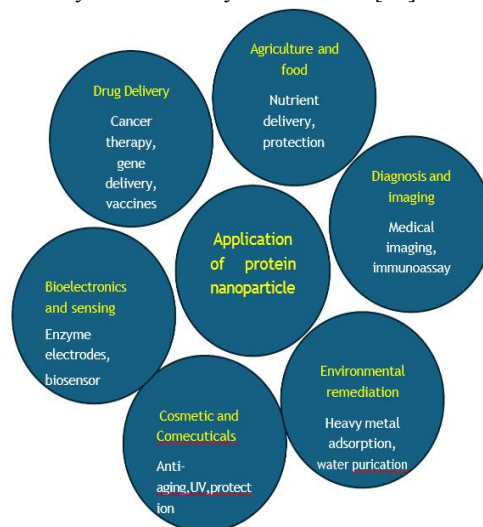 Agriculture and
food
Nutrient
delivery,
protection
Drug Delivery
Cancer
therapy,
gene
delivery,
vaccines
Diagnosis and
imaging
Medical
imaging,
immunoassay
Application
of protein
nanoparticle
Bioelectronics
and sensing
Enzyme
electrodes,
biosensor
Environmental
remediation
Heavy metal
adsorption,
water purication
Cosmetic and
Comecuticals
Anti-
aging,UV,protect
ion